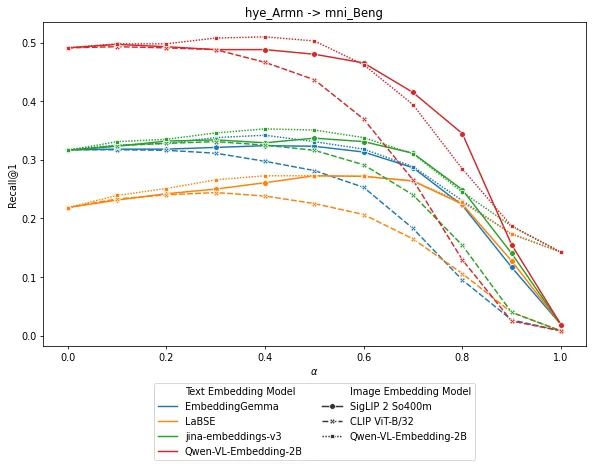 hye_Armn -> mni_Beng
Recall@1
0.5
0.4
0.3
0.2
0.1
0.0
0.0 0.2 0.4 0.6 0.8 1.0
α
Text Embedding Model Image Embedding Model
EmbeddingGemma SigLIP 2 So400m
LaBSE CLIP ViT-B/32
jina-embeddings-v3 Qwen-VL-Embedding-2B
Qwen-VL-Embedding-2B